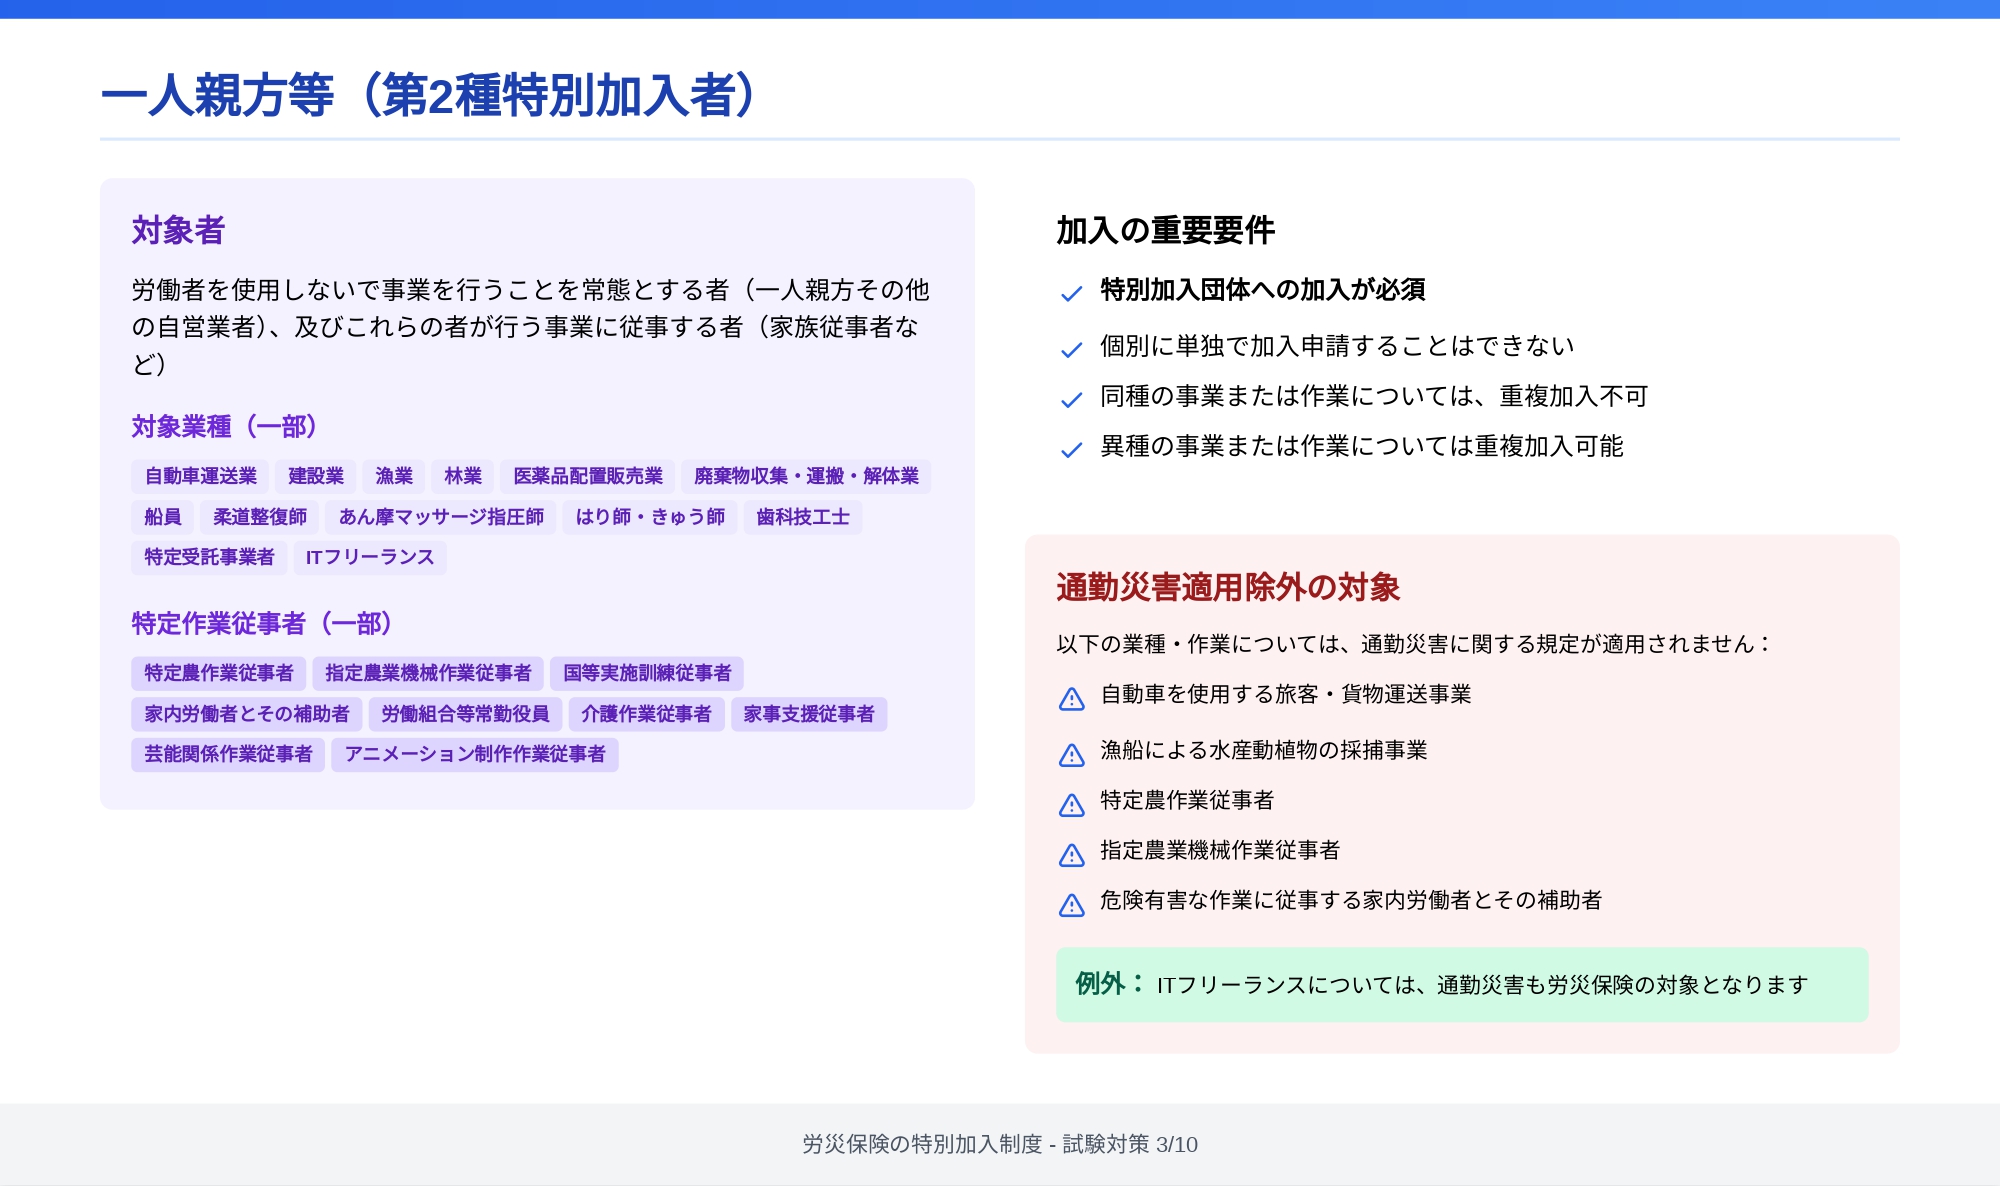 一人親方等（第2種特別加入者）
対象者
労働者を使用しないで事業を行うことを常態とする者（一人親方その他
の自営業者）、及びこれらの者が行う事業に従事する者（家族従事者な
ど）
対象業種（一部）
自動車運送業 建設業 漁業 林業 医薬品配置販売業 廃棄物収集・運搬・解体業
船員 柔道整復師 あん摩マッサージ指圧師 はり師・きゅう師 歯科技工士
特定受託事業者 ITフリーランス
特定作業従事者（一部）
特定農作業従事者 指定農業機械作業従事者 国等実施訓練従事者
家内労働者とその補助者 労働組合等常勤役員 介護作業従事者 家事支援従事者
芸能関係作業従事者 アニメーション制作作業従事者
加入の重要要件
特別加入団体への加入が必須
個別に単独で加入申請することはできない
同種の事業または作業については、重複加入不可
異種の事業または作業については重複加入可能
通勤災害適用除外の対象
以下の業種・作業については、通勤災害に関する規定が適用されません：
自動車を使用する旅客・貨物運送事業
漁船による水産動植物の採捕事業
特定農作業従事者
指定農業機械作業従事者
危険有害な作業に従事する家内労働者とその補助者
例外： ITフリーランスについては、通勤災害も労災保険の対象となります
労災保険の特別加入制度 - 試験対策 3/10